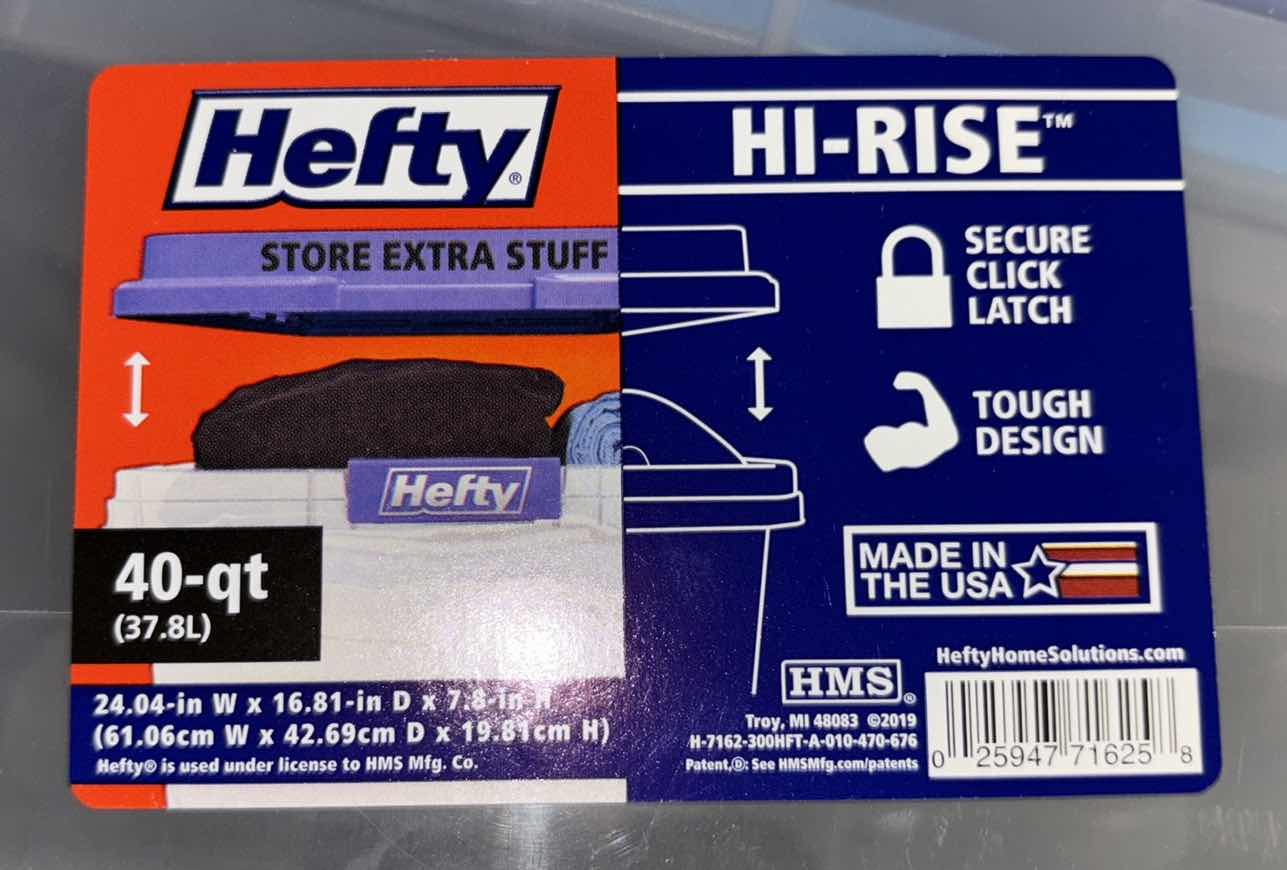 Hefty®
STORE EXTRA STUFF
Hefty
40-qt
(37.8L)
24.04-in W x 16.81-in D x 7.8-in H
(61.06cm W x 42.69cm D x 19.81cm H)
Hefty® is used under license to HMS Mfg. Co.
HI-RISE™
SECURE
CLICK
LATCH
TOUGH
DESIGN
MADE IN
THE USA
HeftyHomeSolutions.com
HMS®
Troy, MI 48083 ©2019
H-7162-300HFT-A-010-470-676
Patent,Ⓓ: See HMSMfg.com/patents
0 25947 71625 8